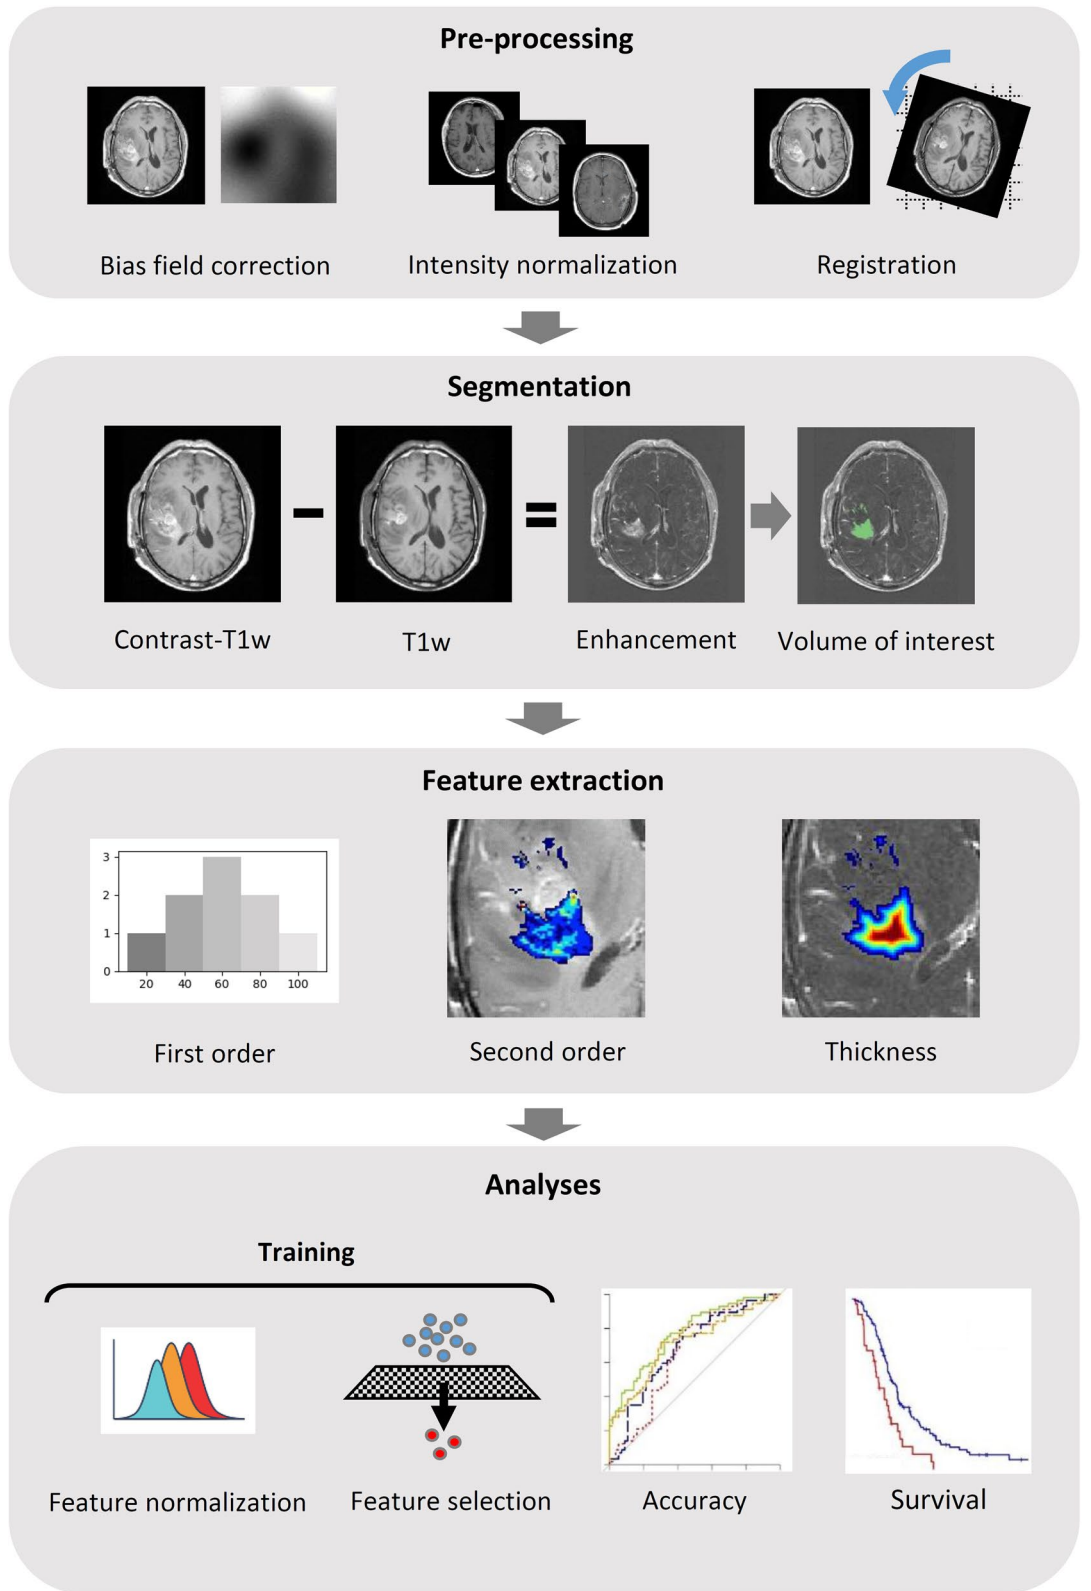 Pre-processing
Bias field correction
Intensity normalization
Registration
Segmentation
Contrast-T1w
T1w
Enhancement
Volume of interest
Feature extraction
3
2
1
0
20 40 60 80 100
First order
Second order
Thickness
Analyses
Training
Feature normalization
Feature selection
Accuracy
Survival